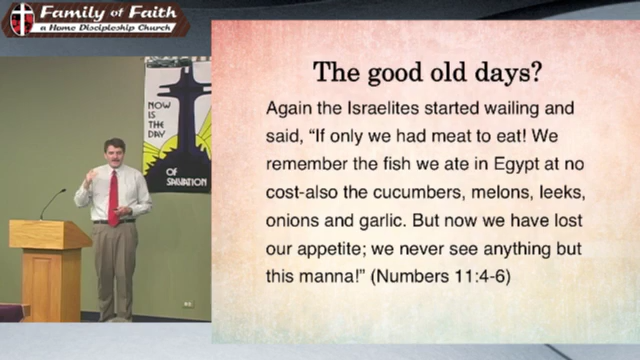 Family of Faith
a Home Discipleship Church
The good old days?
Again the Israelites started wailing and
said, “If only we had meat to eat! We
remember the fish we ate in Egypt at no
cost-also the cucumbers, melons, leeks,
onions and garlic. But now we have lost
our appetite; we never see anything but
this manna!” (Numbers 11:4-6)
NOW
IS THE
DAY
OF
SALVATION